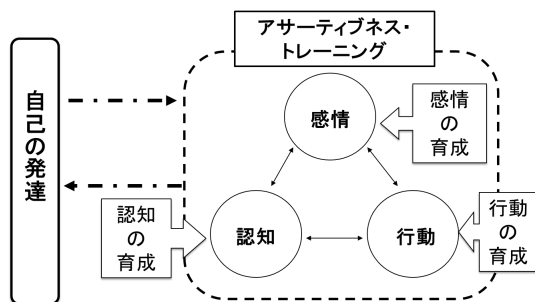 アサーティブネス・
トレーニング
自己の発達
感情
感情
の
育成
認知
の
育成
認知
行動
行動
の
育成